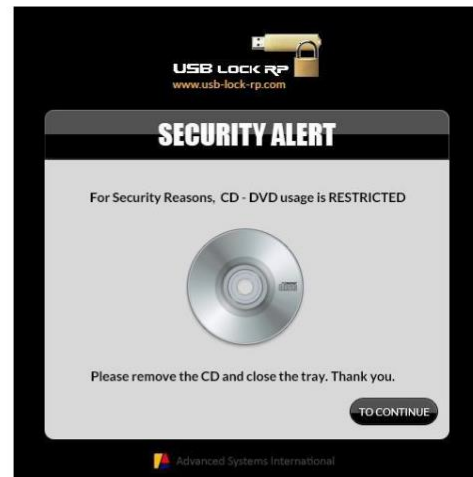 USB LOCK RP
www.usb-lock-rp.com
SECURITY ALERT
For Security Reasons, CD - DVD usage is RESTRICTED
Please remove the CD and close the tray. Thank you.
TO CONTINUE
Advanced Systems International